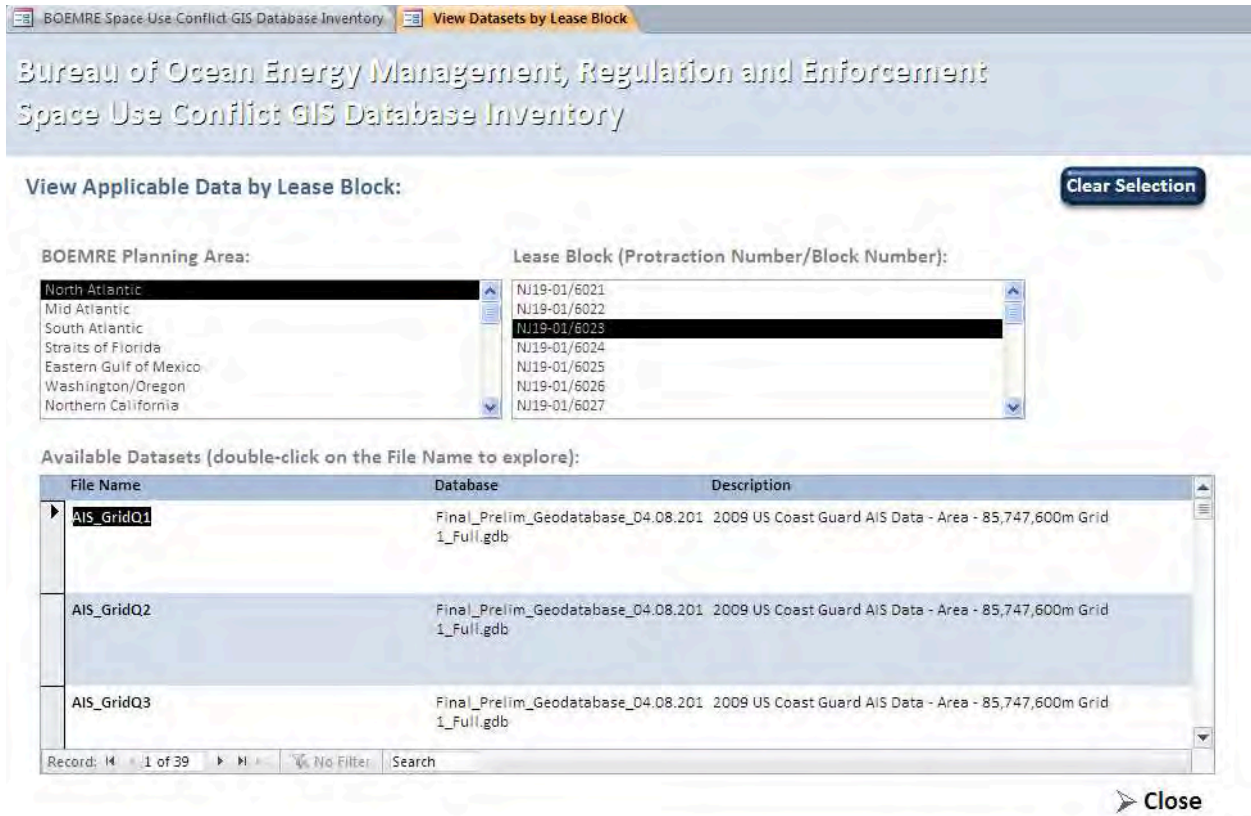 BOEMRE Space Use Conflict GIS Database Inventory View Datasets by Lease Block
Bureau of Ocean Energy Management, Regulation and Enforcement
Space Use Conflict GIS Database Inventory
View Applicable Data by Lease Block:
Clear Selection
BOEMRE Planning Area:
North Atlantic
Mid Atlantic
South Atlantic
Straits of Florida
Eastern Gulf of Mexico
Washington/Oregon
Northern California
Lease Block (Protraction Number/Block Number):
NJ19-01/6021
NJ19-01/6022
NJ19-01/6023
NJ19-01/6024
NJ19-01/6025
NJ19-01/6026
NJ19-01/6027
Available Datasets (double-click on the File Name to explore):
File Name Database Description
AIS_GridQ1 Final_Prelim_Geodatabase_04.08.201 2009 US Coast Guard AIS Data - Area - 85,747,600m Grid
1_Full.gdb
AIS_GridQ2 Final_Prelim_Geodatabase_04.08.201 2009 US Coast Guard AIS Data - Area - 85,747,600m Grid
1_Full.gdb
AIS_GridQ3 Final_Prelim_Geodatabase_04.08.201 2009 US Coast Guard AIS Data - Area - 85,747,600m Grid
1_Full.gdb
Record: 1 of 39 No Filter Search
Close